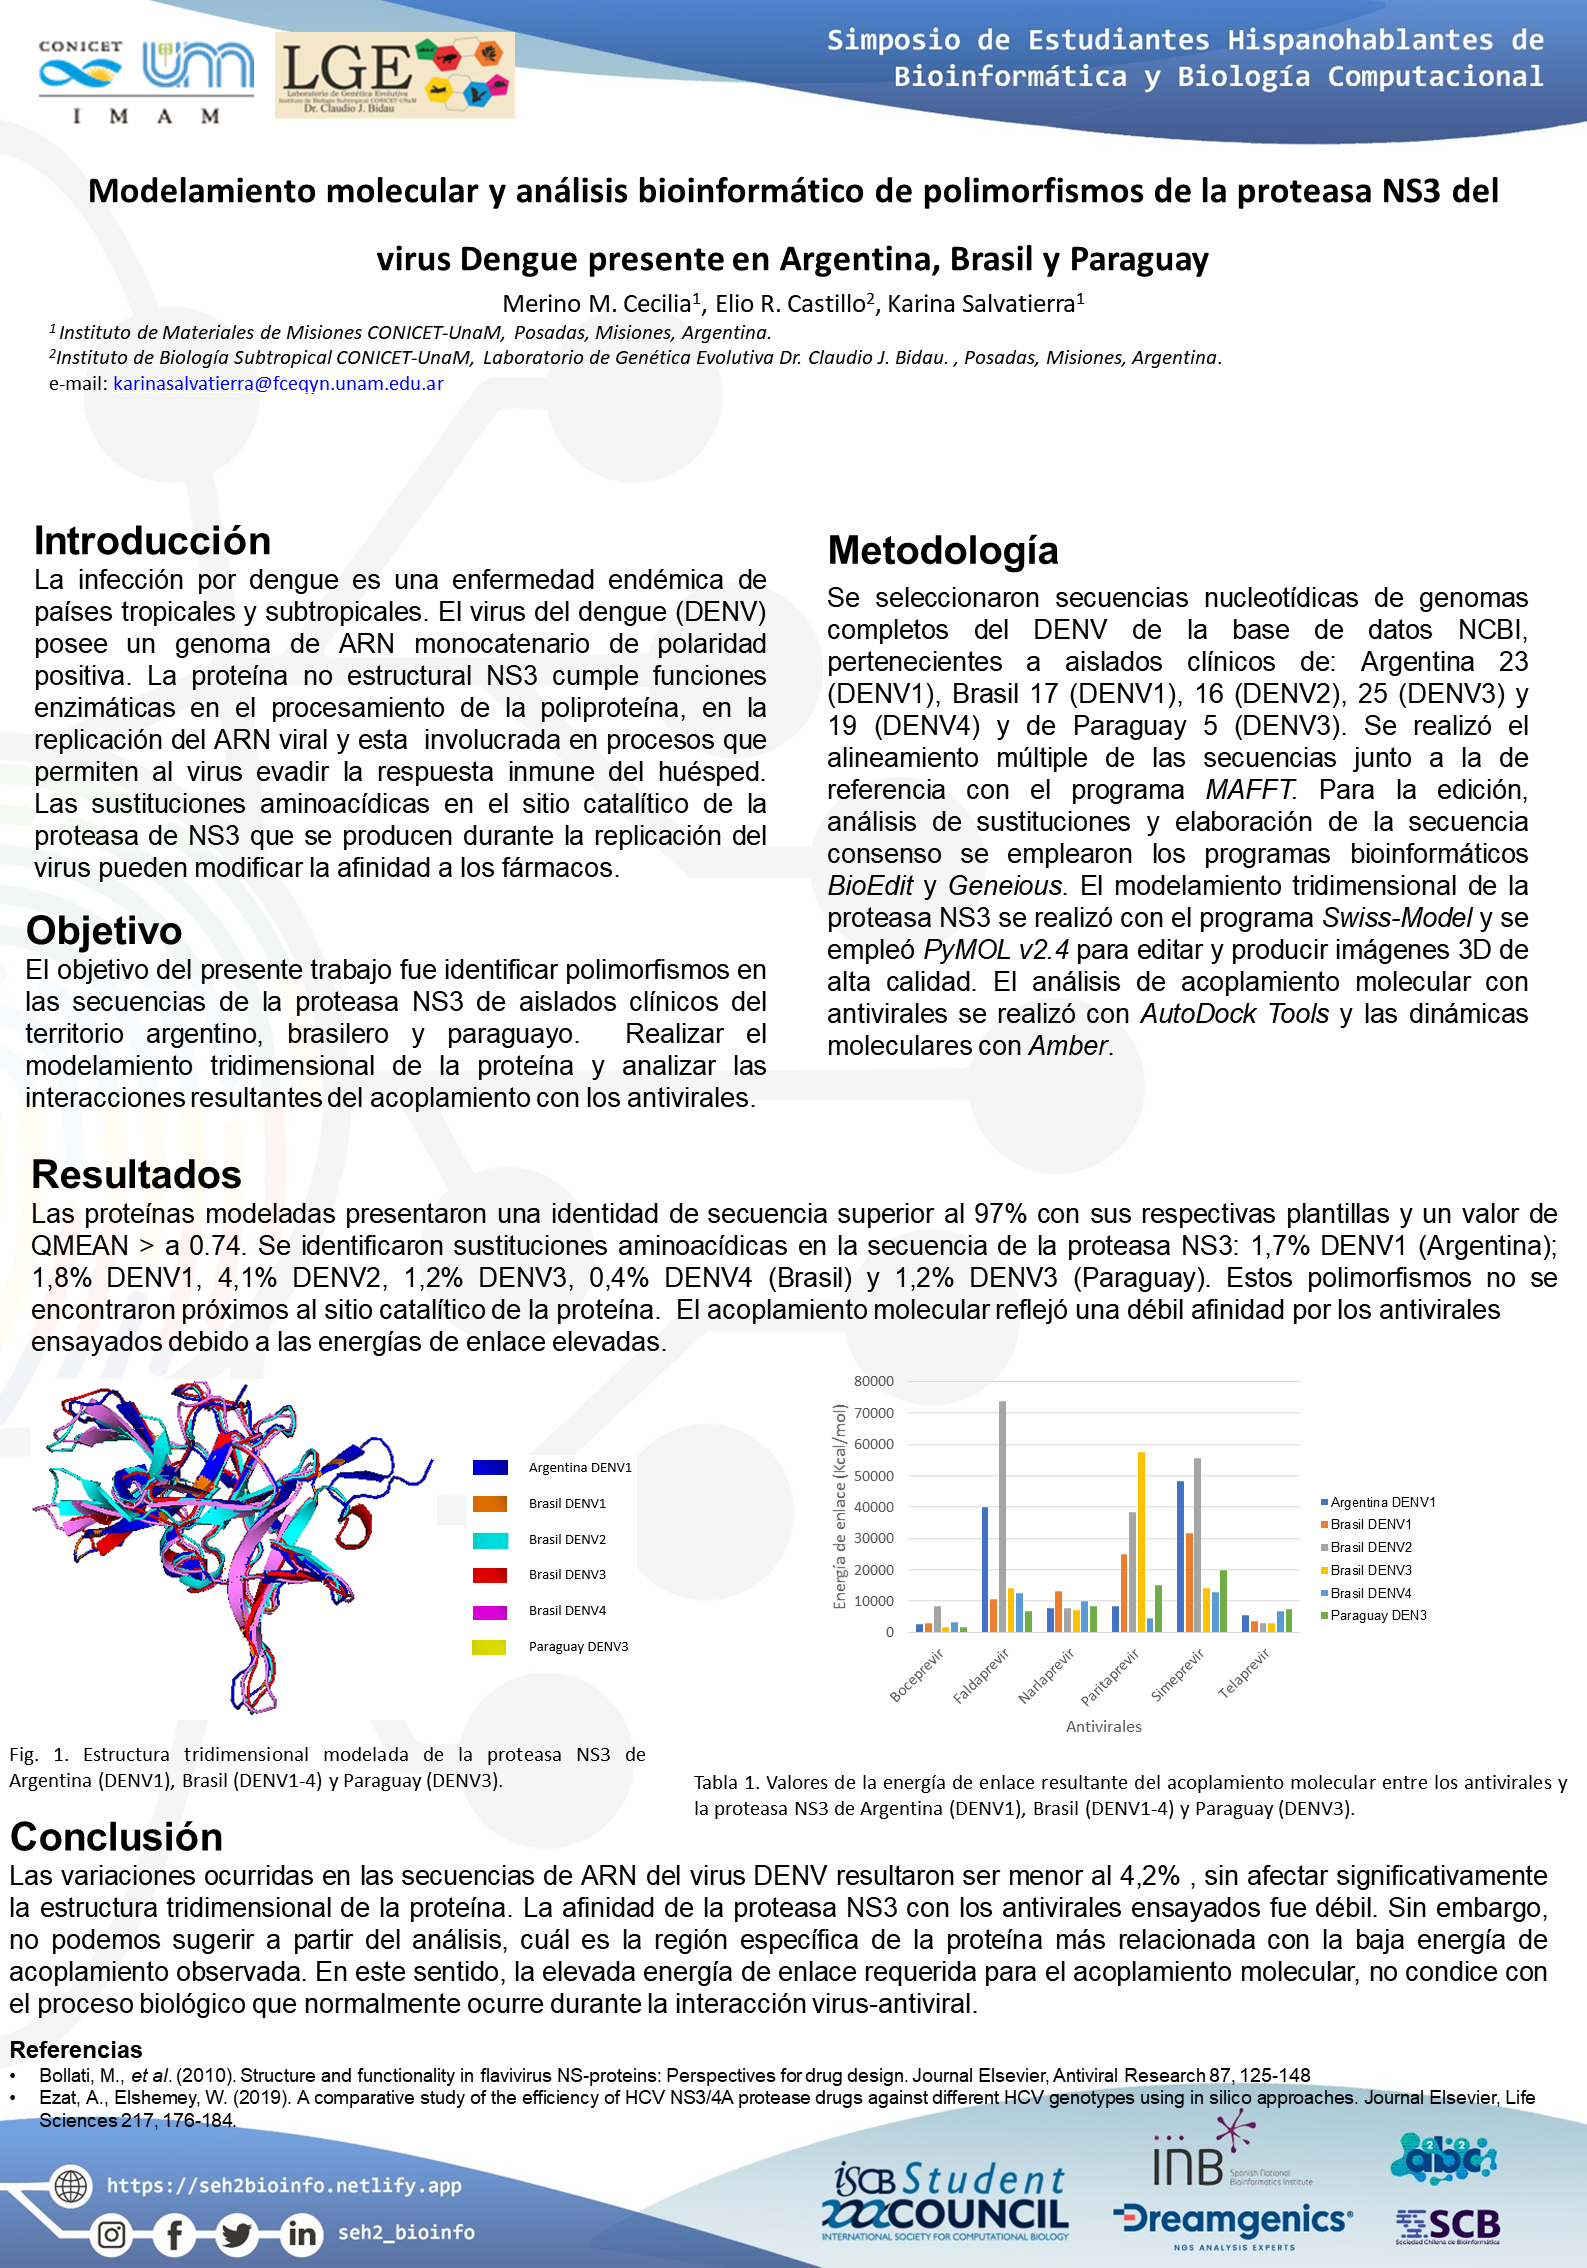 CONICET
UM
I M A M
LGE
Laboratorio de Genética Evolutiva
Instituto de Biología Subtropical CONICET-UNaM
Dr. Claudio J. Bidau
Simposio de Estudiantes Hispanohablantes de
Bioinformática y Biología Computacional
Modelamiento molecular y análisis bioinformático de polimorfismos de la proteasa NS3 del
virus Dengue presente en Argentina, Brasil y Paraguay
Merino M. Cecilia1, Elio R. Castillo2, Karina Salvatierra1
1 Instituto de Materiales de Misiones CONICET-UnaM, Posadas, Misiones, Argentina.
2Instituto de Biología Subtropical CONICET-UnaM, Laboratorio de Genética Evolutiva Dr. Claudio J. Bidau. , Posadas, Misiones, Argentina.
e-mail: karinasalvatierra@fceqyn.unam.edu.ar
Introducción
La infección por dengue es una enfermedad endémica de
países tropicales y subtropicales. El virus del dengue (DENV)
posee un genoma de ARN monocatenario de polaridad
positiva. La proteína no estructural NS3 cumple funciones
enzimáticas en el procesamiento de la poliproteína, en la
replicación del ARN viral y esta involucrada en procesos que
permiten al virus evadir la respuesta inmune del huésped.
Las sustituciones aminoacídicas en el sitio catalítico de la
proteasa de NS3 que se producen durante la replicación del
virus pueden modificar la afinidad a los fármacos.
Objetivo
El objetivo del presente trabajo fue identificar polimorfismos en
las secuencias de la proteasa NS3 de aislados clínicos del
territorio argentino, brasilero y paraguayo. Realizar el
modelamiento tridimensional de la proteína y analizar las
interacciones resultantes del acoplamiento con los antivirales.
Metodología
Se seleccionaron secuencias nucleotídicas de genomas
completos del DENV de la base de datos NCBI,
pertenecientes a aislados clínicos de: Argentina 23
(DENV1), Brasil 17 (DENV1), 16 (DENV2), 25 (DENV3) y
19 (DENV4) y de Paraguay 5 (DENV3). Se realizó el
alineamiento múltiple de las secuencias junto a la de
referencia con el programa MAFFT. Para la edición,
análisis de sustituciones y elaboración de la secuencia
consenso se emplearon los programas bioinformáticos
BioEdit y Geneious. El modelamiento tridimensional de la
proteasa NS3 se realizó con el programa Swiss-Model y se
empleó PyMOL v2.4 para editar y producir imágenes 3D de
alta calidad. El análisis de acoplamiento molecular con
antivirales se realizó con AutoDock Tools y las dinámicas
moleculares con Amber.
Resultados
Las proteínas modeladas presentaron una identidad de secuencia superior al 97% con sus respectivas plantillas y un valor de
QMEAN > a 0.74. Se identificaron sustituciones aminoacídicas en la secuencia de la proteasa NS3: 1,7% DENV1 (Argentina);
1,8% DENV1, 4,1% DENV2, 1,2% DENV3, 0,4% DENV4 (Brasil) y 1,2% DENV3 (Paraguay). Estos polimorfismos no se
encontraron próximos al sitio catalítico de la proteína. El acoplamiento molecular reflejó una débil afinidad por los antivirales
ensayados debido a las energías de enlace elevadas.
Argentina DENV1
Brasil DENV1
Brasil DENV2
Brasil DENV3
Brasil DENV4
Paraguay DENV3
Fig. 1. Estructura tridimensional modelada de la proteasa NS3 de
Argentina (DENV1), Brasil (DENV1-4) y Paraguay (DENV3).
Energía de enlace (Kcal/mol)
80000
70000
60000
50000
40000
30000
20000
10000
0
Boceprevir
Faldaprevir
Narlaprevir
Paritaprevir
Simeprevir
Telaprevir
Antivirales
Argentina DENV1
Brasil DENV1
Brasil DENV2
Brasil DENV3
Brasil DENV4
Paraguay DEN3
Tabla 1. Valores de la energía de enlace resultante del acoplamiento molecular entre los antivirales y
la proteasa NS3 de Argentina (DENV1), Brasil (DENV1-4) y Paraguay (DENV3).
Conclusión
Las variaciones ocurridas en las secuencias de ARN del virus DENV resultaron ser menor al 4,2% , sin afectar significativamente
la estructura tridimensional de la proteína. La afinidad de la proteasa NS3 con los antivirales ensayados fue débil. Sin embargo,
no podemos sugerir a partir del análisis, cuál es la región específica de la proteína más relacionada con la baja energía de
acoplamiento observada. En este sentido, la elevada energía de enlace requerida para el acoplamiento molecular, no condice con
el proceso biológico que normalmente ocurre durante la interacción virus-antiviral.
Referencias
• Bollati, M., et al. (2010). Structure and functionality in flavivirus NS-proteins: Perspectives for drug design. Journal Elsevier, Antiviral Research 87, 125-148
• Ezat, A., Elshemey, W. (2019). A comparative study of the efficiency of HCV NS3/4A protease drugs against different HCV genotypes using in silico approaches. Journal Elsevier, Life
Sciences 217, 176-184.
https://seh2bioinfo.netlify.app
seh2_bioinfo
iSCB Student
COUNCIL
INTERNATIONAL SOCIETY FOR COMPUTATIONAL BIOLOGY
INB
Spanish National
Bioinformatics Institute
Dreamgenics®
NGS ANALYSIS EXPERTS
abc
2 2
SCB
Sociedad Chilena de Bioinformática